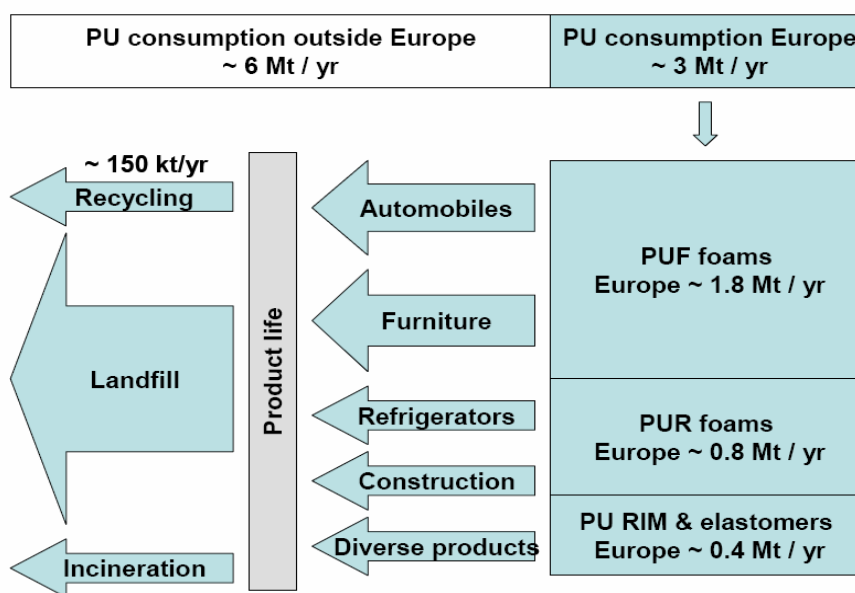 PU consumption outside Europe
~ 6 Mt / yr
PU consumption Europe
~ 3 Mt / yr
~ 150 kt/yr
Recycling
Landfill
Incineration
Product life
Automobiles
Furniture
Refrigerators
Construction
Diverse products
PUF foams
Europe ~ 1.8 Mt / yr
PUR foams
Europe ~ 0.8 Mt / yr
PU RIM & elastomers
Europe ~ 0.4 Mt / yr